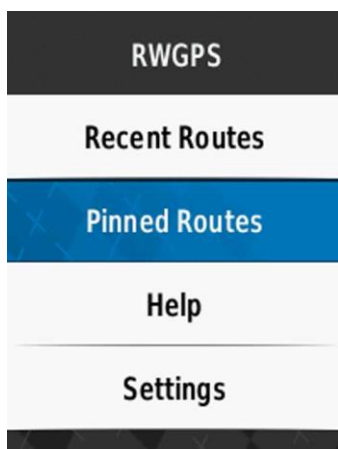 RWGPS
Recent Routes
Pinned Routes
Help
Settings